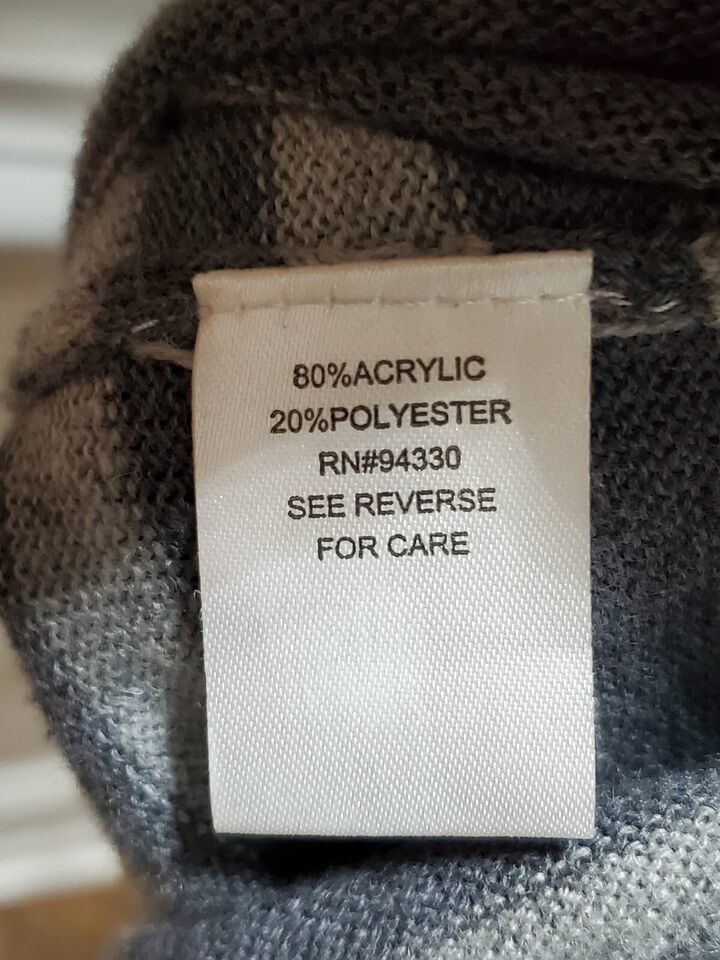 80%ACRYLIC
20%POLYESTER
RN#94330
SEE REVERSE
FOR CARE